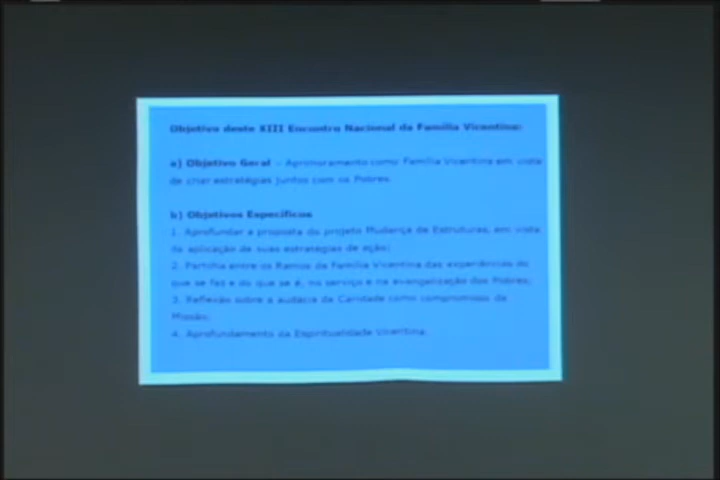 Objetivo deste XIII Encontro Nacional da Família Vicentina:
a) Objetivo Geral – Aprimoramento como Família Vicentina em vista
de criar estratégias juntos com os Pobres.
b) Objetivos Específicos
1. Aprofundar a proposta do projeto Mudança de Estruturas, em vista
da aplicação de suas estratégias de ação;
2. Partilha entre os Ramos da Família Vicentina das experiências do
que se faz e do que se é, no serviço e na evangelização dos Pobres;
3. Reflexão sobre a audácia da Caridade como compromisso da
Missão;
4. Aprofundamento da Espiritualidade Vicentina.